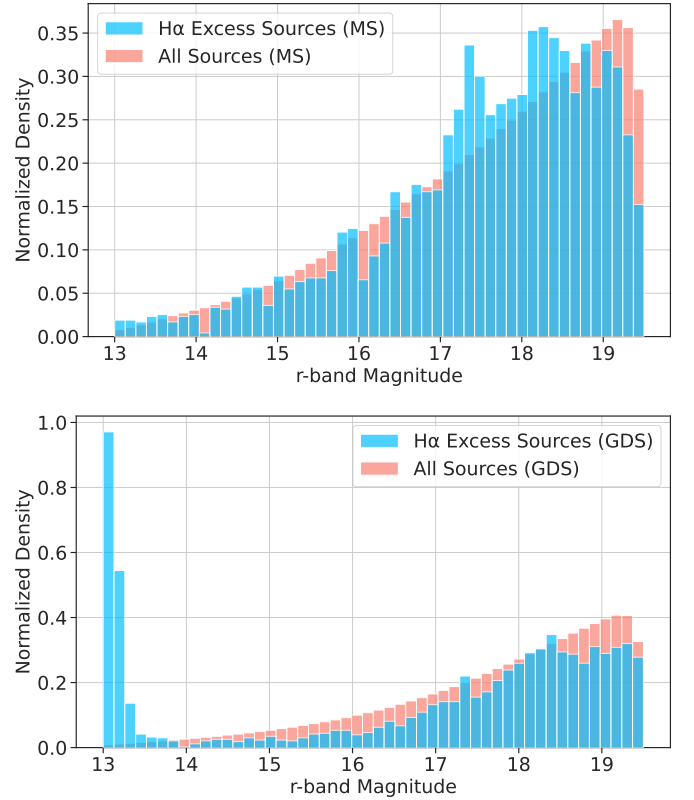 Hα Excess Sources (MS)
All Sources (MS)
Normalized Density
0.35
0.30
0.25
0.20
0.15
0.10
0.05
0.00
13 14 15 16 17 18 19
r-band Magnitude
Hα Excess Sources (GDS)
All Sources (GDS)
Normalized Density
1.0
0.8
0.6
0.4
0.2
0.0
13 14 15 16 17 18 19
r-band Magnitude